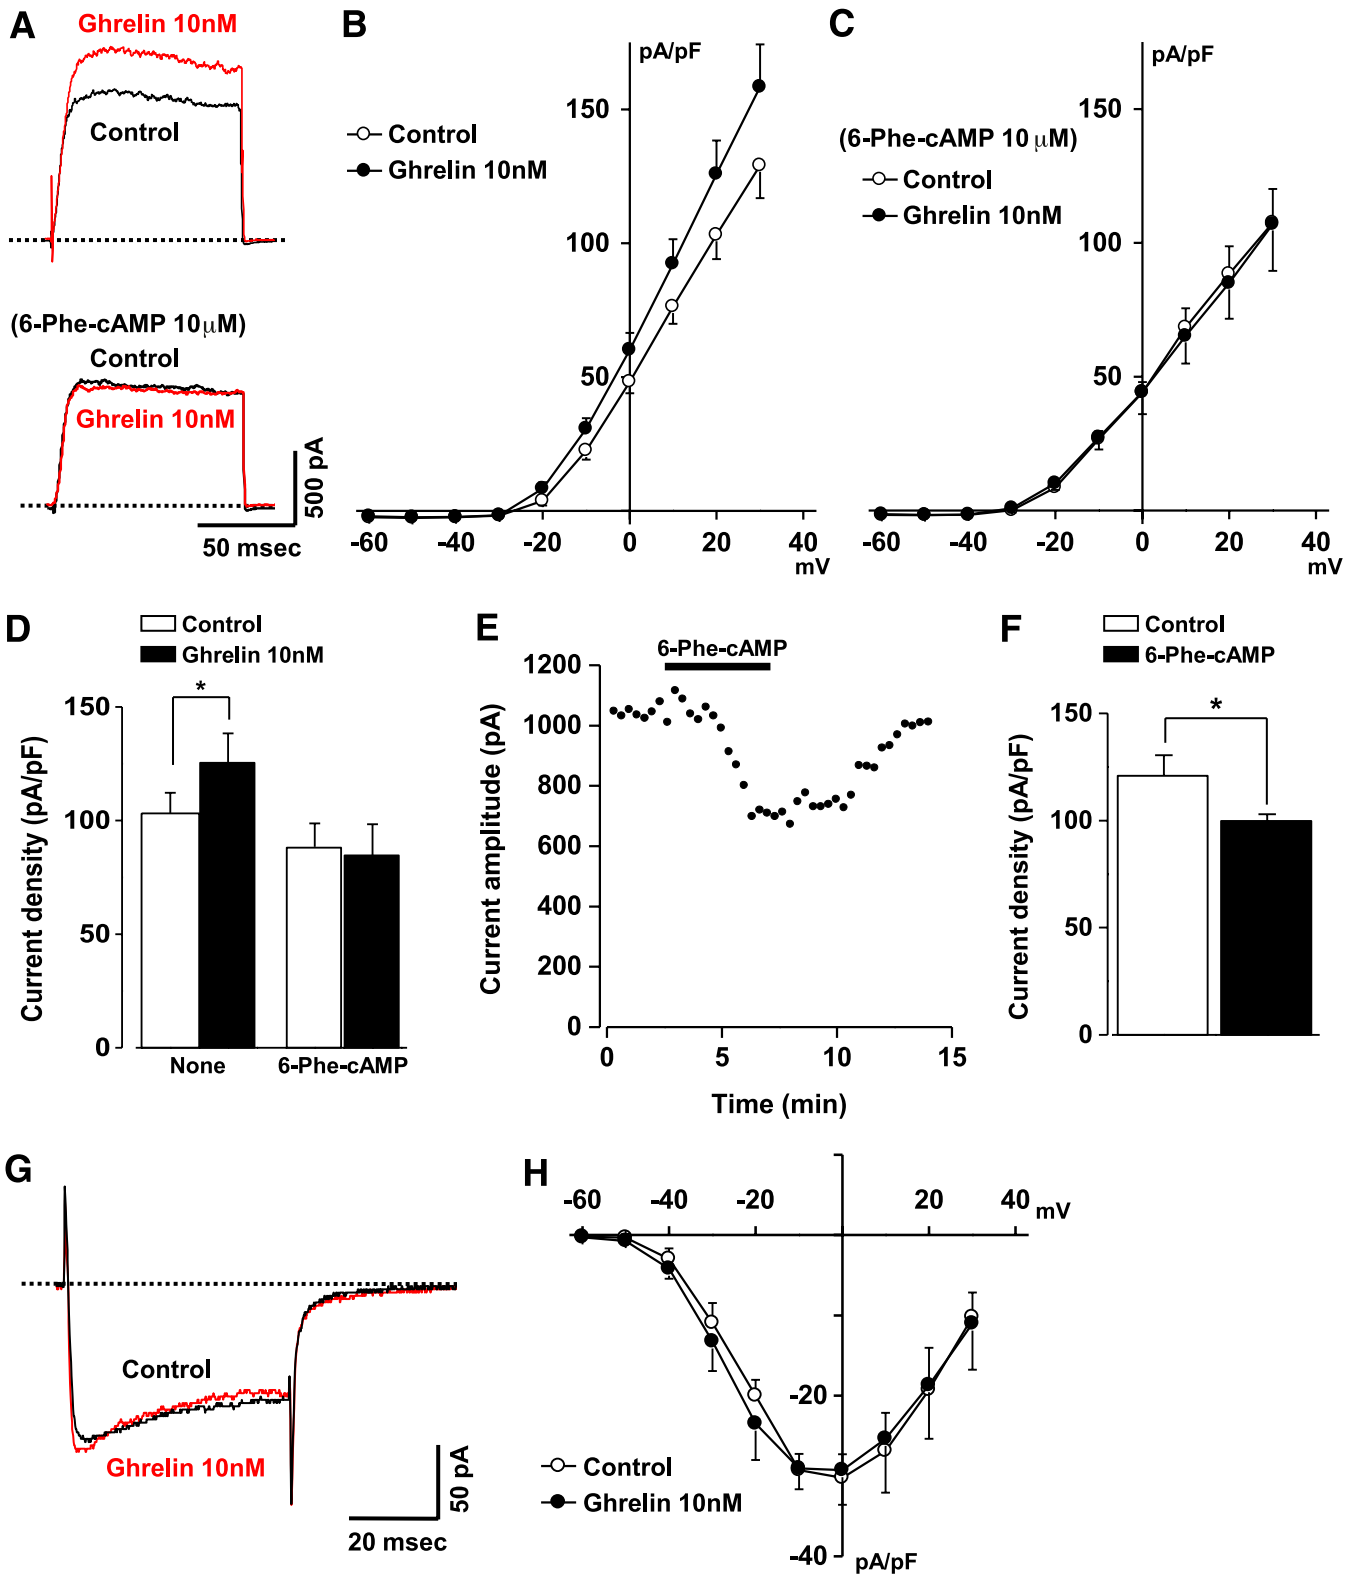 A
Ghrelin 10nM
Control
(6-Phe-cAMP 10µM)
Control
Ghrelin 10nM
500 pA
50 msec
B
pA/pF
150
100
50
Control
Ghrelin 10nM
-60 -40 -20 0 20 40
mV
C
pA/pF
150
100
50
(6-Phe-cAMP 10 µM)
Control
Ghrelin 10nM
-60 -40 -20 0 20 40
mV
D
Control
Ghrelin 10nM
*
150
100
50
0
Current density (pA/pF)
None 6-Phe-cAMP
E
6-Phe-cAMP
1200
1000
800
600
400
200
0
Current amplitude (pA)
0 5 10 15
Time (min)
F
Control
6-Phe-cAMP
*
150
100
50
0
Current density (pA/pF)
G
Control
Ghrelin 10nM
50 pA
20 msec
H
-60 -40 -20 20 40
mV
-20
-40
pA/pF
Control
Ghrelin 10nM